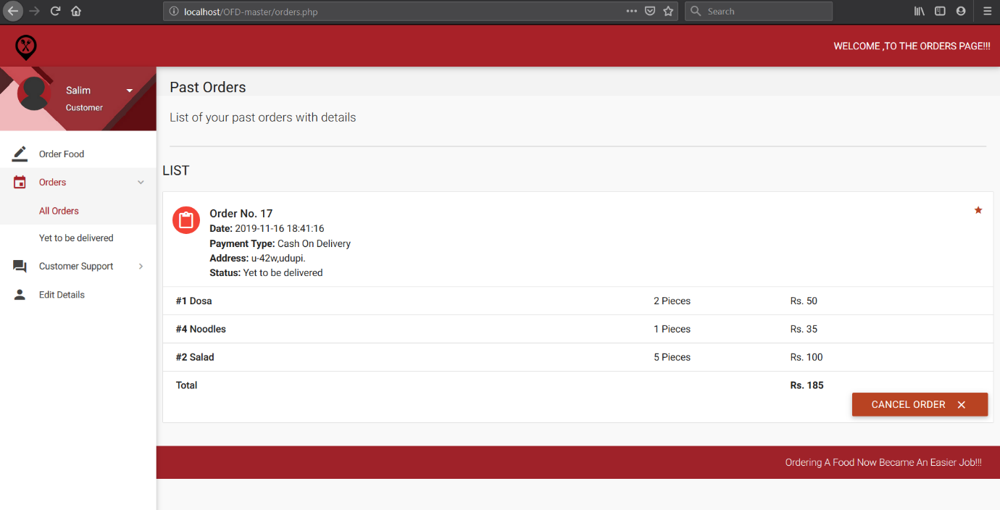 localhost/OFD-master/orders.php
Search
WELCOME ,TO THE ORDERS PAGE!!!
Salim
Customer
Order Food
Orders
All Orders
Yet to be delivered
Customer Support
Edit Details
Past Orders
List of your past orders with details
LIST
Order No. 17
Date: 2019-11-16 18:41:16
Payment Type: Cash On Delivery
Address: u-42w,udupi.
Status: Yet to be delivered
#1 Dosa 2 Pieces Rs. 50
#4 Noodles 1 Pieces Rs. 35
#2 Salad 5 Pieces Rs. 100
Total Rs. 185
CANCEL ORDER
Ordering A Food Now Became An Easier Job!!!